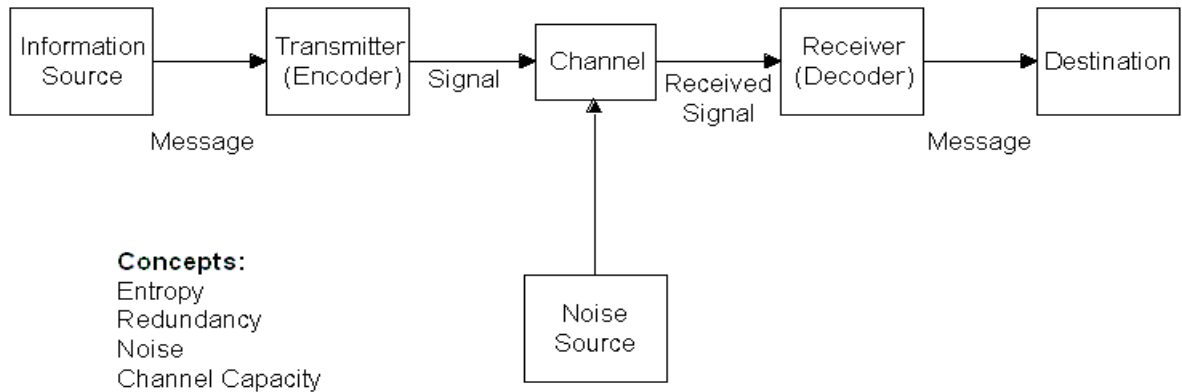 Information
Source
Transmitter
(Encoder)
Channel
Receiver
(Decoder)
Destination
Signal
Received
Signal
Message
Message
Concepts:
Entropy
Redundancy
Noise
Channel Capacity
Noise
Source